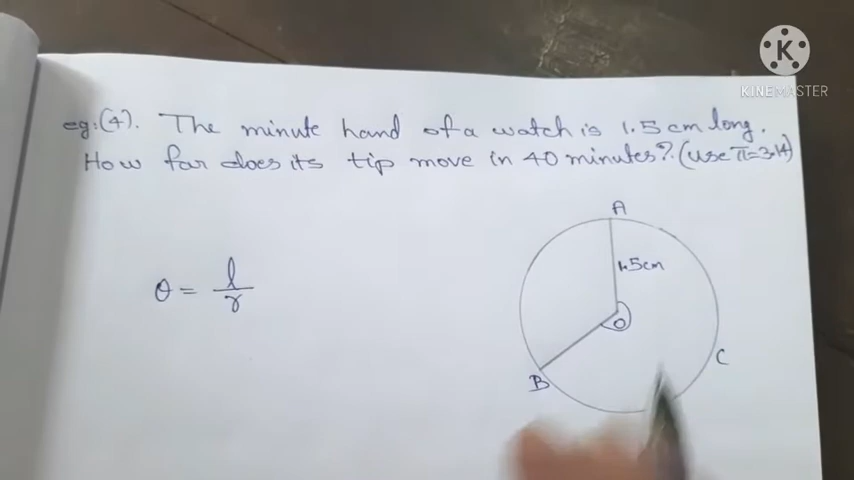 KINEMASTER
eg:(4). The minute hand of a watch is 1.5 cm long.
How far does its tip move in 40 minutes? (use π=3.14)
A
1.5cm
θ = l/r
O
C
B